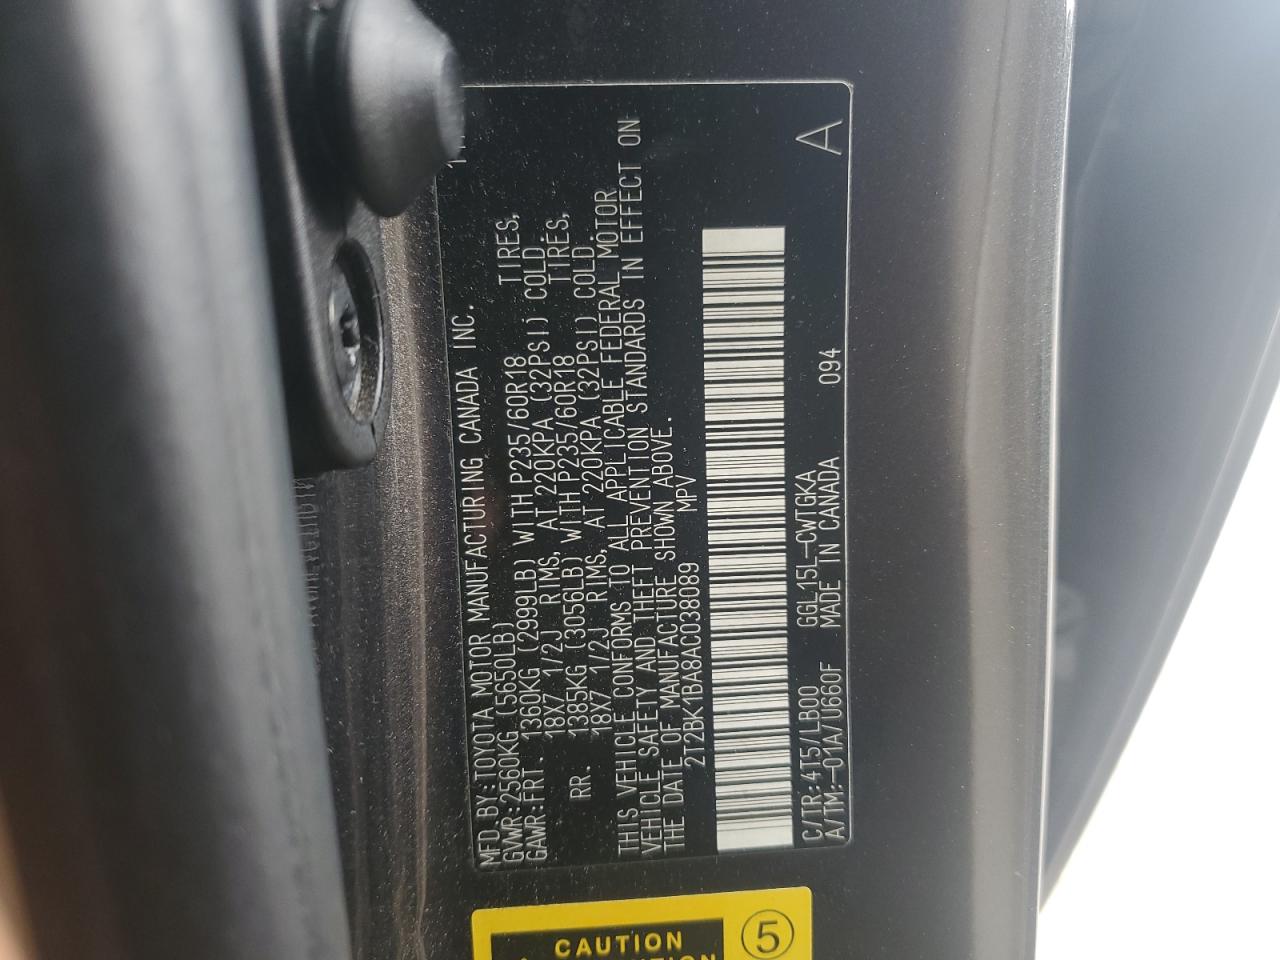 MFD.BY:TOYOTA MOTOR MANUFACTURING CANADA INC.
GVWR:2560KG (5650LB)
GAWR:FRT. 1360KG (2999LB) WITH P235/60R18 TIRES,
18X7 1/2J RIMS, AT 220KPA (32PSI) COLD.
RR. 1385KG (3056LB) WITH P235/60R18 TIRES,
18X7 1/2J RIMS, AT 220KPA (32PSI) COLD.
THIS VEHICLE CONFORMS TO ALL APPLICABLE FEDERAL MOTOR
VEHICLE SAFETY AND THEFT PREVENTION STANDARDS IN EFFECT ON
THE DATE OF MANUFACTURE SHOWN ABOVE.
2T2BK1BA8AC038089 MPV
C/TR:4T5/LB00 GGL15L-CWTGKA A
A/TM:-01A/U660F MADE IN CANADA 094
CAUTION 5